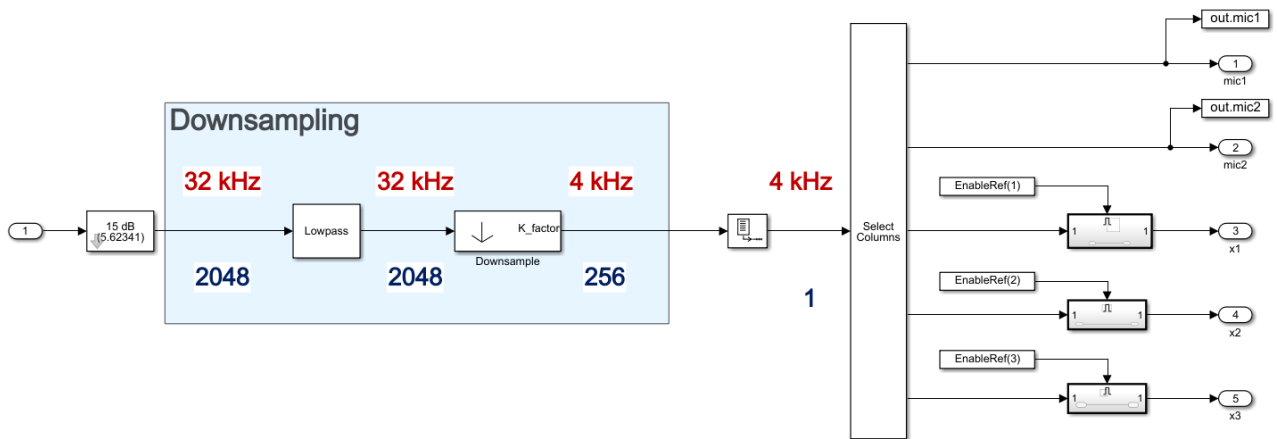 out.mic1
1
mic1
out.mic2
2
mic2
Downsampling
32 kHz
32 kHz
4 kHz
4 kHz
1
15 dB
(5.62341)
Lowpass
K_factor
Downsample
2048
2048
256
1
Select
Columns
EnableRef(1)
1
1
3
x1
EnableRef(2)
1
1
4
x2
EnableRef(3)
1
1
5
x3